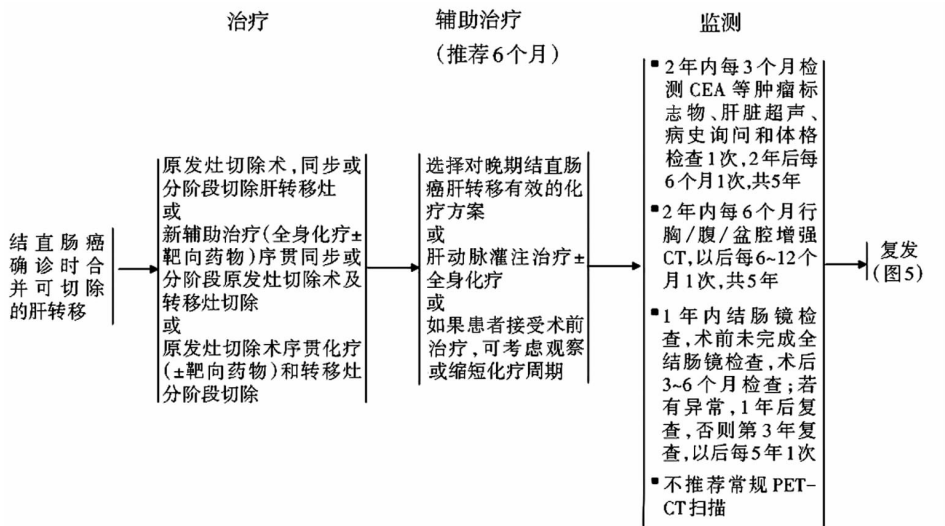 治疗
辅助治疗
(推荐6个月)
监测
结直肠癌
确诊时合
并可切除
的肝转移
原发灶切除术,同步或
分阶段切除肝转移灶
或
新辅助治疗(全身化疗±
靶向药物)序贯同步或
分阶段原发灶切除术及
转移灶切除
或
原发灶切除术序贯化疗
(±靶向药物)和转移灶
分阶段切除
选择对晚期结直肠
癌肝转移有效的化
疗方案
或
肝动脉灌注治疗±
全身化疗
或
如果患者接受术前
治疗,可考虑观察
或缩短化疗周期
▪2年内每3个月检
测CEA等肿瘤标
志物、肝脏超声、
病史询问和体格
检查1次,2年后每
6个月1次,共5年
▪2年内每6个月行
胸/腹/盆腔增强
CT,以后每6~12个
月1次,共5年
▪1年内结肠镜检
查,术前未完成全
结肠镜检查,术后
3~6个月检查;若
有异常,1年后复
查,否则第3年复
查,以后每5年1次
▪不推荐常规PET-
CT扫描
复发
(图5)